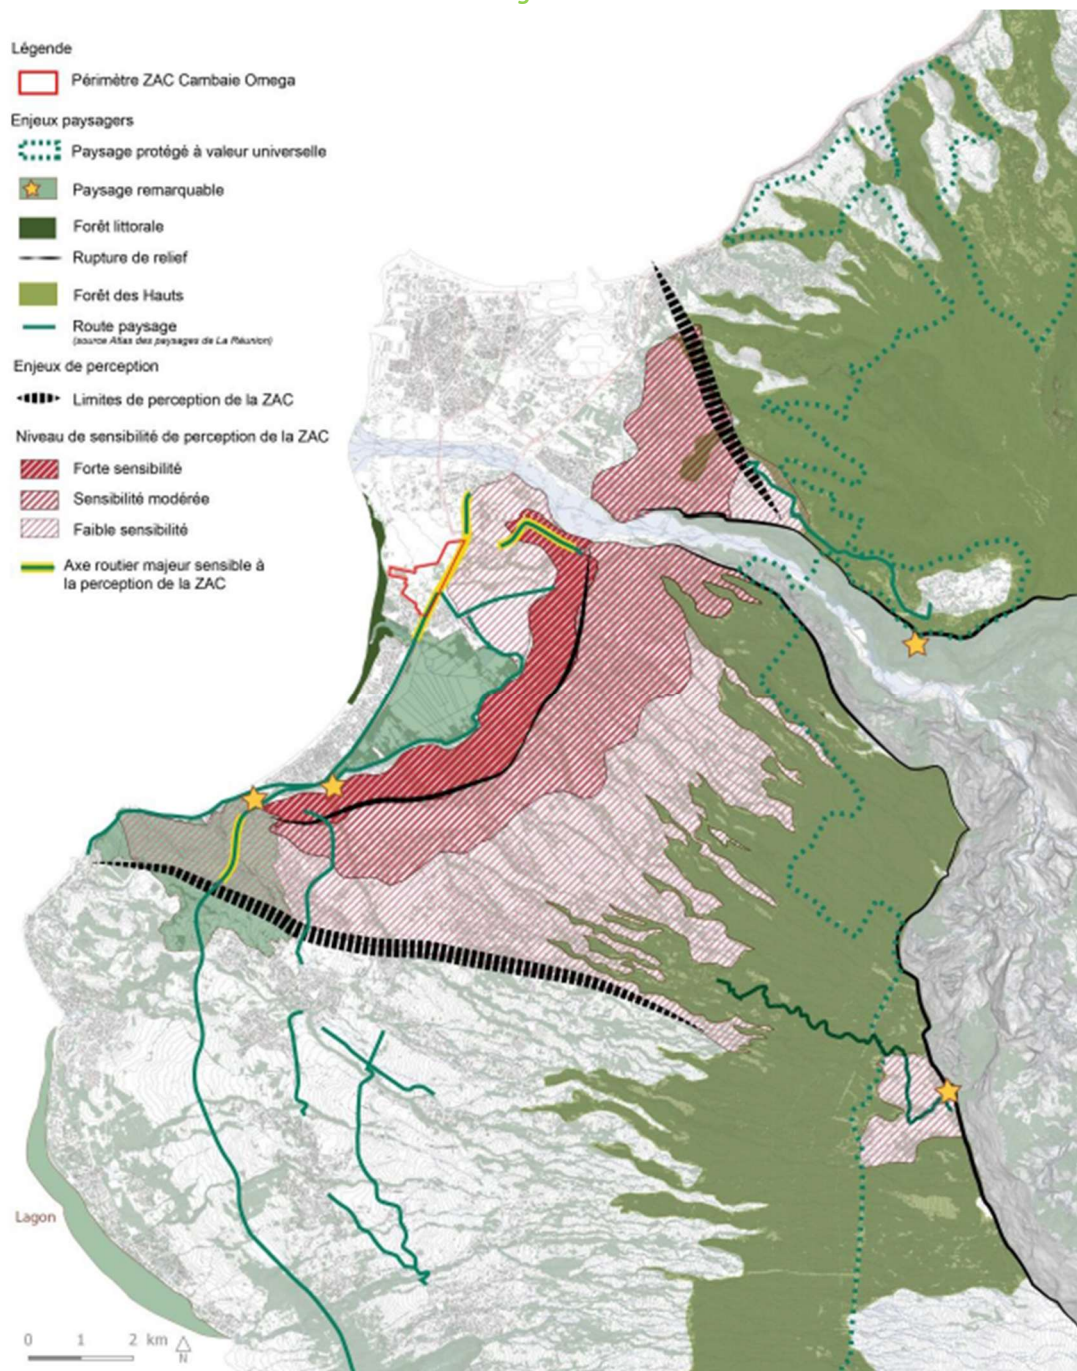 Légende
Périmètre ZAC Cambaie Omega
Enjeux paysagers
Paysage protégé à valeur universelle
Paysage remarquable
Forêt littorale
Rupture de relief
Forêt des Hauts
Route paysage
(source Atlas des paysages de La Réunion)
Enjeux de perception
Limites de perception de la ZAC
Niveau de sensibilité de perception de la ZAC
Forte sensibilité
Sensibilité modérée
Faible sensibilité
Axe routier majeur sensible à
la perception de la ZAC
Lagon
0 1 2 km
N